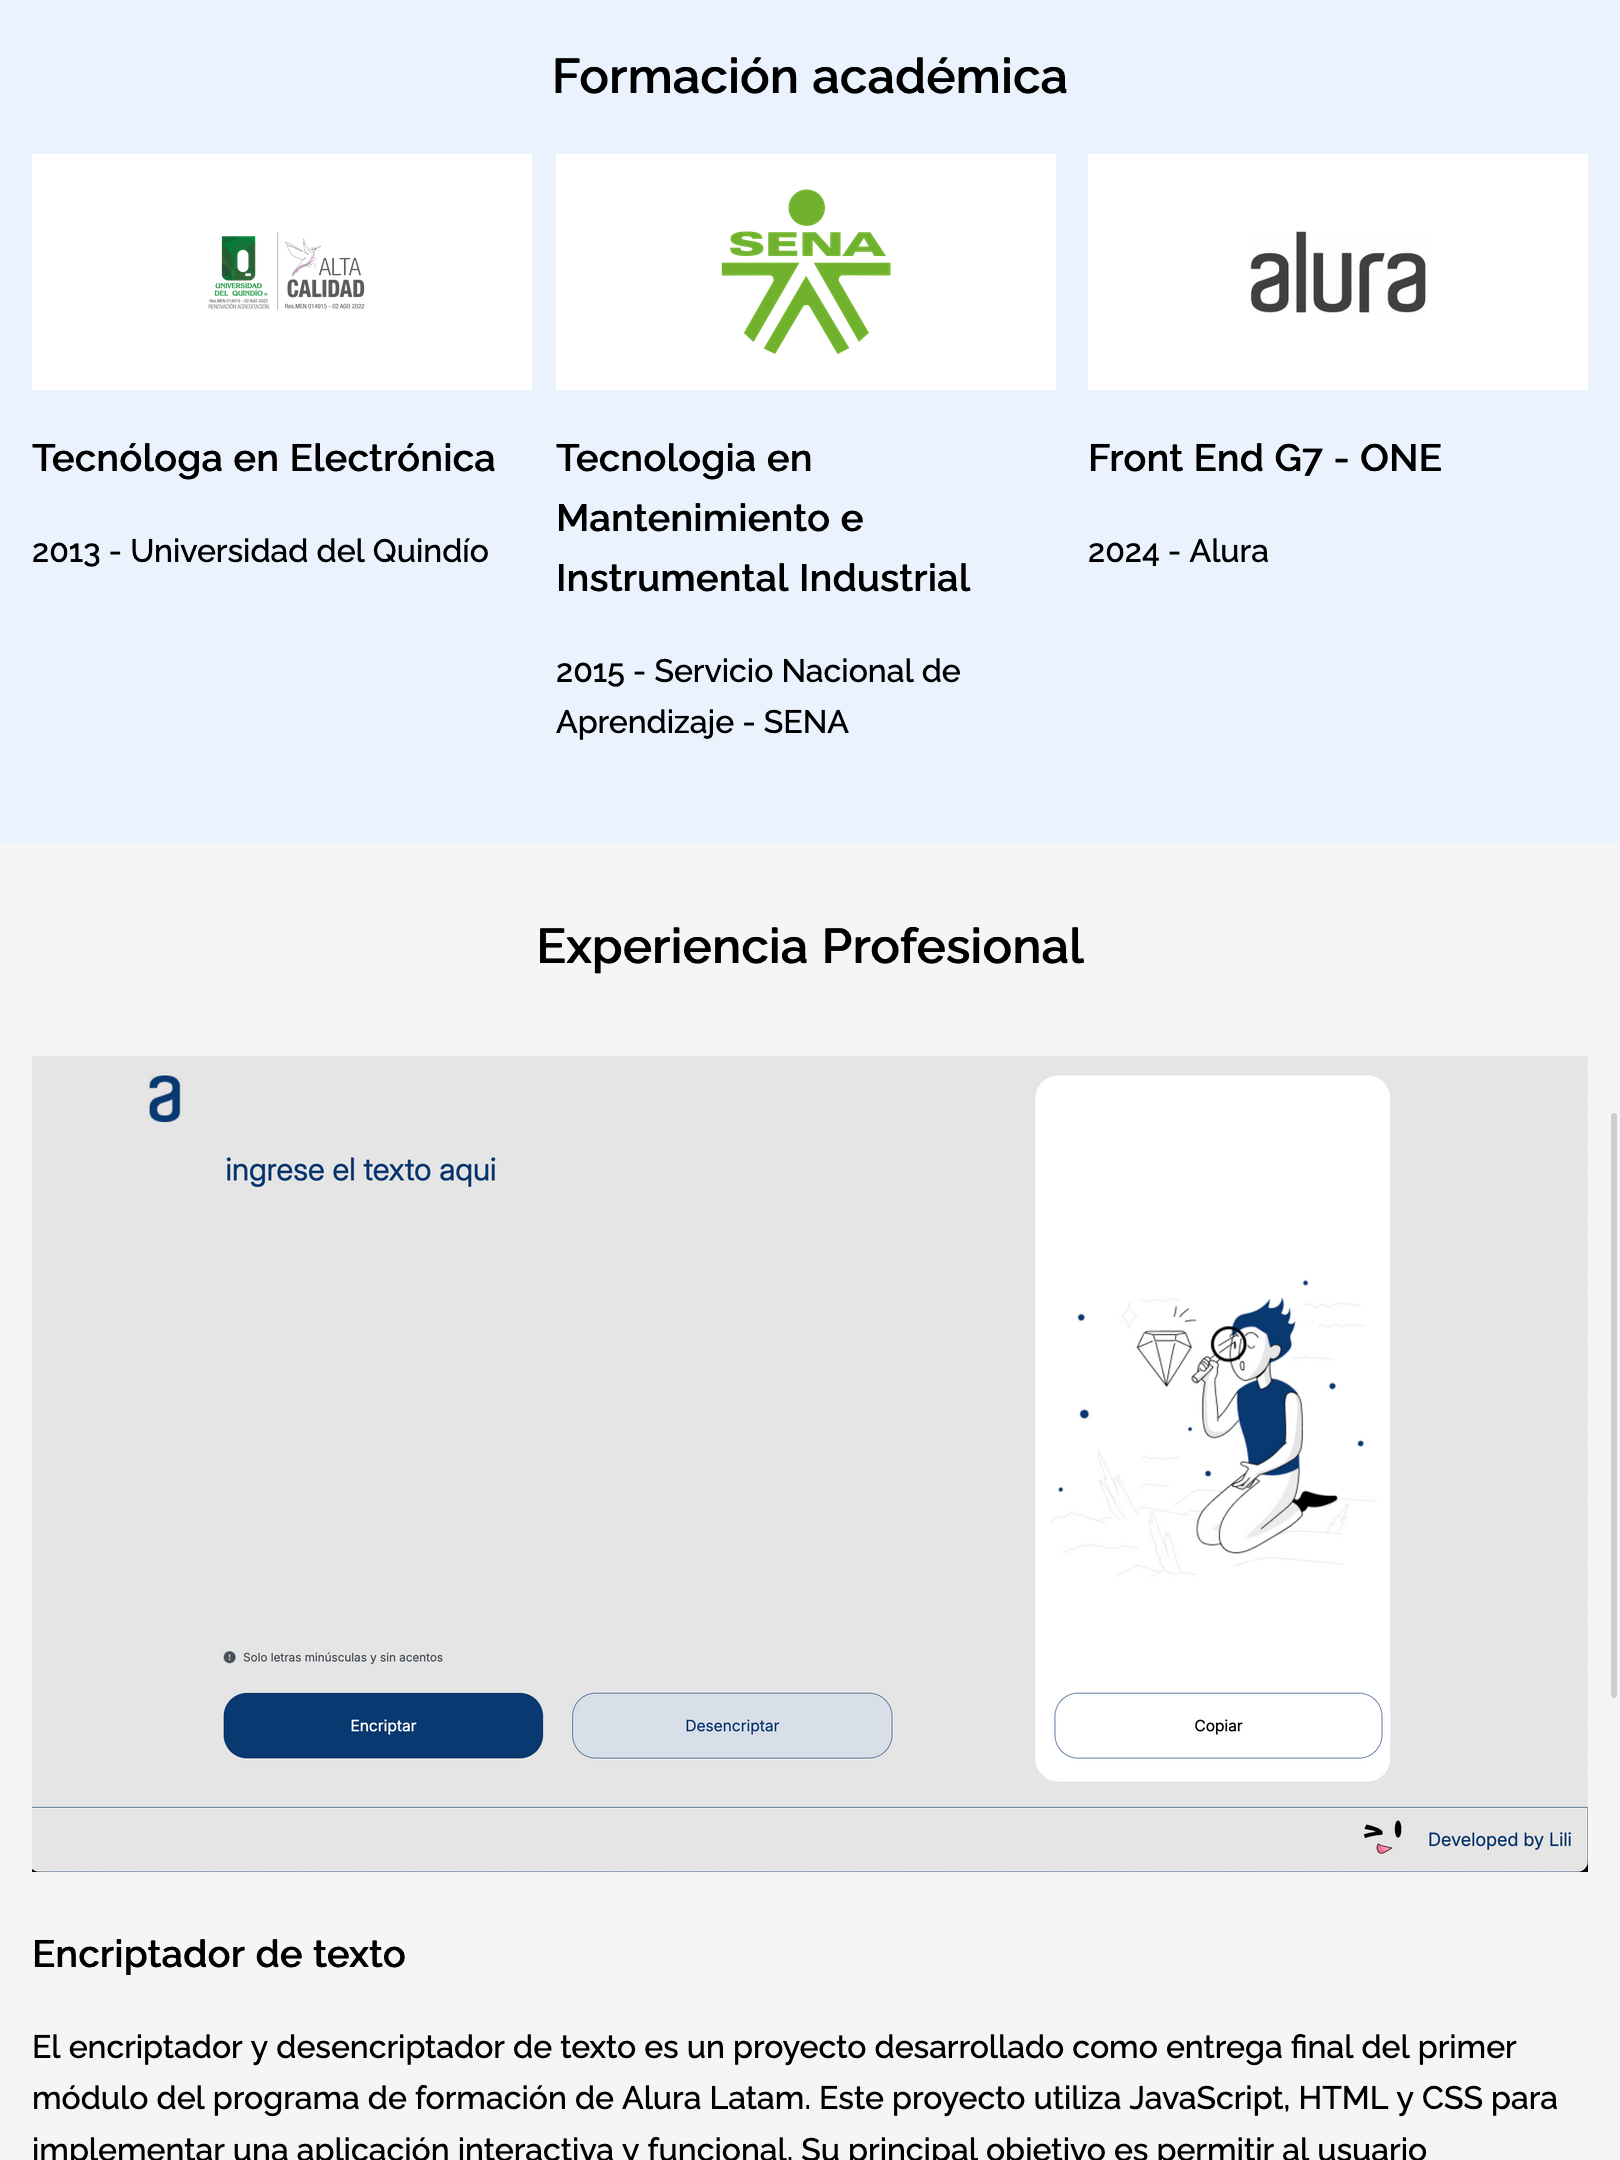 Formación académica
UNIVERSIDAD
DEL QUINDÍO
Res.MEN 014915 - 02 AGO 2022
RENOVACIÓN ACREDITACIÓN
ALTA
CALIDAD
Res.MEN 014915 - 02 AGO 2022
SENA
alura
Tecnóloga en Electrónica
2013 - Universidad del Quindío
Tecnologia en
Mantenimiento e
Instrumental Industrial
2015 - Servicio Nacional de
Aprendizaje - SENA
Front End G7 - ONE
2024 - Alura
Experiencia Profesional
a
ingrese el texto aqui
Solo letras minúsculas y sin acentos
Encriptar
Desencriptar
Copiar
Developed by Lili
Encriptador de texto
El encriptador y desencriptador de texto es un proyecto desarrollado como entrega final del primer
módulo del programa de formación de Alura Latam. Este proyecto utiliza JavaScript, HTML y CSS para
implementar una aplicación interactiva y funcional. Su principal objetivo es permitir al usuario